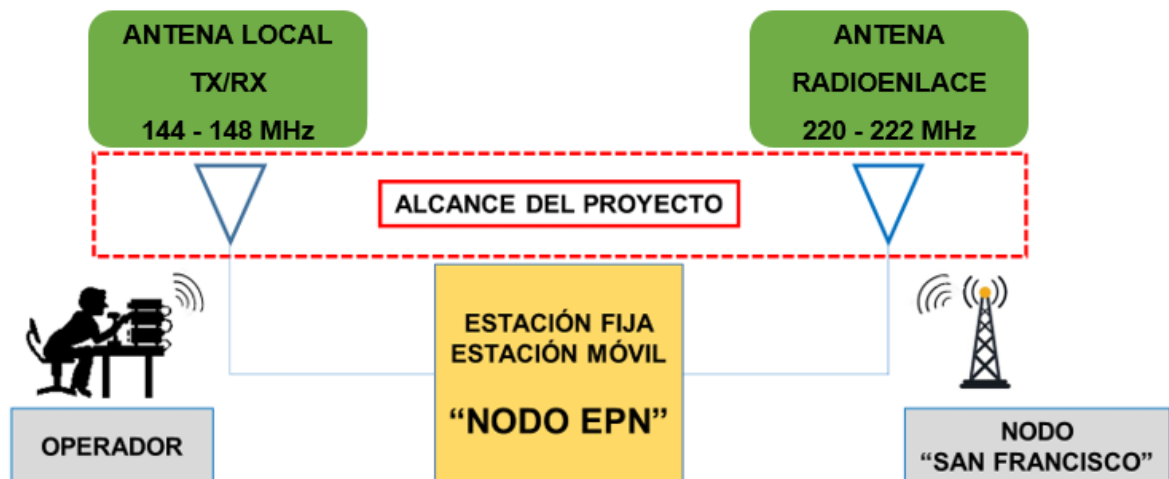 ANTENA LOCAL
TX/RX
144 - 148 MHz
ANTENA
RADIOENLACE
220 - 222 MHz
ALCANCE DEL PROYECTO
ESTACIÓN FIJA
ESTACIÓN MÓVIL
“NODO EPN”
OPERADOR
NODO
“SAN FRANCISCO”